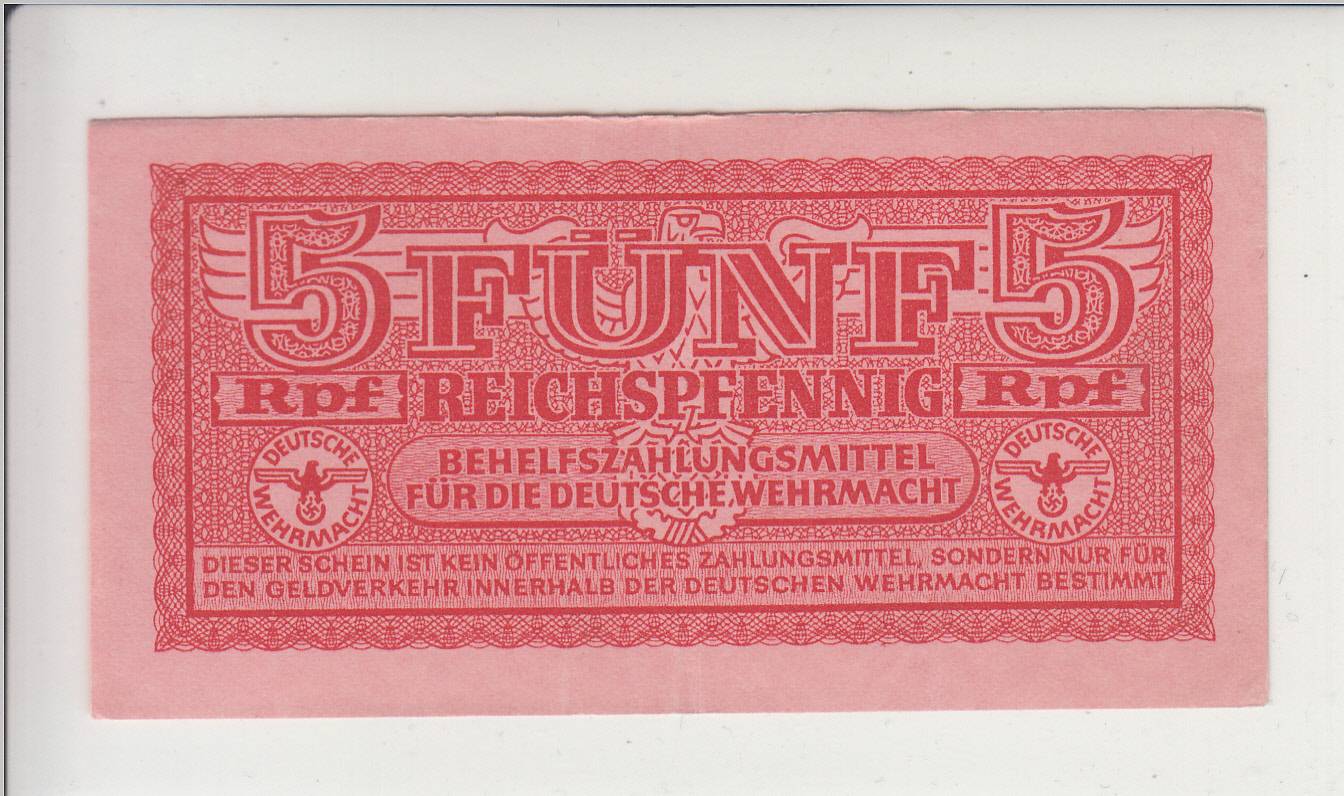 5 FÜNF 5
Rpf REICHSPFENNIG Rpf
DEUTSCHE WEHRMACHT
BEHELFSZAHLUNGSMITTEL
FÜR DIE DEUTSCHE WEHRMACHT
DEUTSCHE WEHRMACHT
DIESER SCHEIN IST KEIN ÖFFENTLICHES ZAHLUNGSMITTEL, SONDERN NUR FÜR
DEN GELDVERKEHR INNERHALB DER DEUTSCHEN WEHRMACHT BESTIMMT